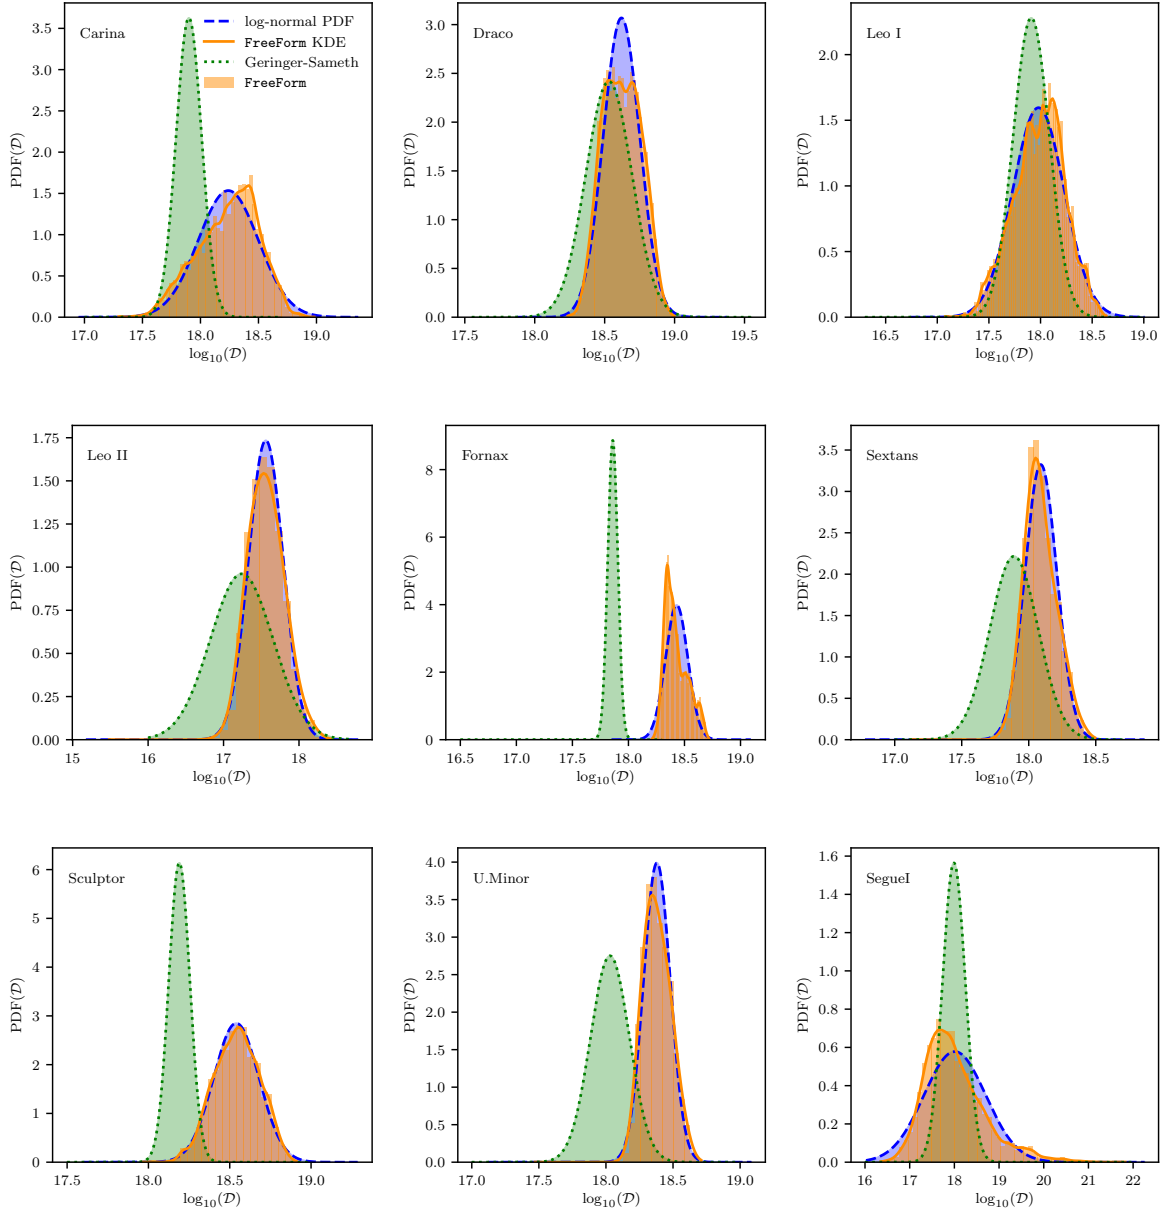 Carina
log-normal PDF
FreeForm KDE
Geringer-Sameth
FreeForm
PDF(𝒟)
3.5
3.0
2.5
2.0
1.5
1.0
0.5
0.0
17.0 17.5 18.0 18.5 19.0
log₁₀(𝒟)
Draco
PDF(𝒟)
3.0
2.5
2.0
1.5
1.0
0.5
0.0
17.5 18.0 18.5 19.0 19.5
log₁₀(𝒟)
Leo I
PDF(𝒟)
2.0
1.5
1.0
0.5
0.0
16.5 17.0 17.5 18.0 18.5 19.0
log₁₀(𝒟)
Leo II
PDF(𝒟)
1.75
1.50
1.25
1.00
0.75
0.50
0.25
0.00
15 16 17 18
log₁₀(𝒟)
Fornax
PDF(𝒟)
8
6
4
2
0
16.5 17.0 17.5 18.0 18.5 19.0
log₁₀(𝒟)
Sextans
PDF(𝒟)
3.5
3.0
2.5
2.0
1.5
1.0
0.5
0.0
17.0 17.5 18.0 18.5
log₁₀(𝒟)
Sculptor
PDF(𝒟)
6
5
4
3
2
1
0
17.5 18.0 18.5 19.0
log₁₀(𝒟)
U.Minor
PDF(𝒟)
4.0
3.5
3.0
2.5
2.0
1.5
1.0
0.5
0.0
17.0 17.5 18.0 18.5 19.0
log₁₀(𝒟)
SegueI
PDF(𝒟)
1.6
1.4
1.2
1.0
0.8
0.6
0.4
0.2
0.0
16 17 18 19 20 21 22
log₁₀(𝒟)